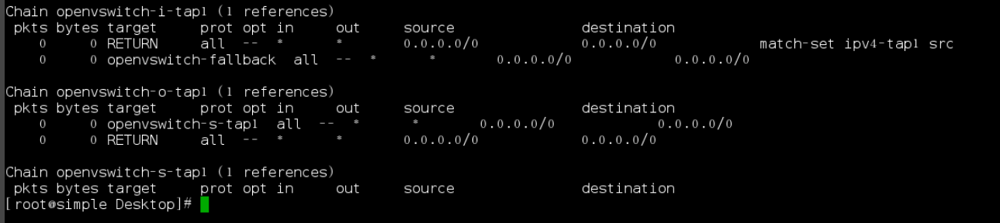 Chain openvswitch-i-tap1 (1 references)
 pkts bytes target     prot opt in     out     source               destination
    0     0 RETURN     all  --  *      *       0.0.0.0/0            0.0.0.0/0            match-set ipv4-tap1 src
    0     0 openvswitch-fallback  all  --  *      *       0.0.0.0/0            0.0.0.0/0

Chain openvswitch-o-tap1 (1 references)
 pkts bytes target     prot opt in     out     source               destination
    0     0 openvswitch-s-tap1  all  --  *      *       0.0.0.0/0            0.0.0.0/0
    0     0 RETURN     all  --  *      *       0.0.0.0/0            0.0.0.0/0

Chain openvswitch-s-tap1 (1 references)
 pkts bytes target     prot opt in     out     source               destination
[root@simple Desktop]#